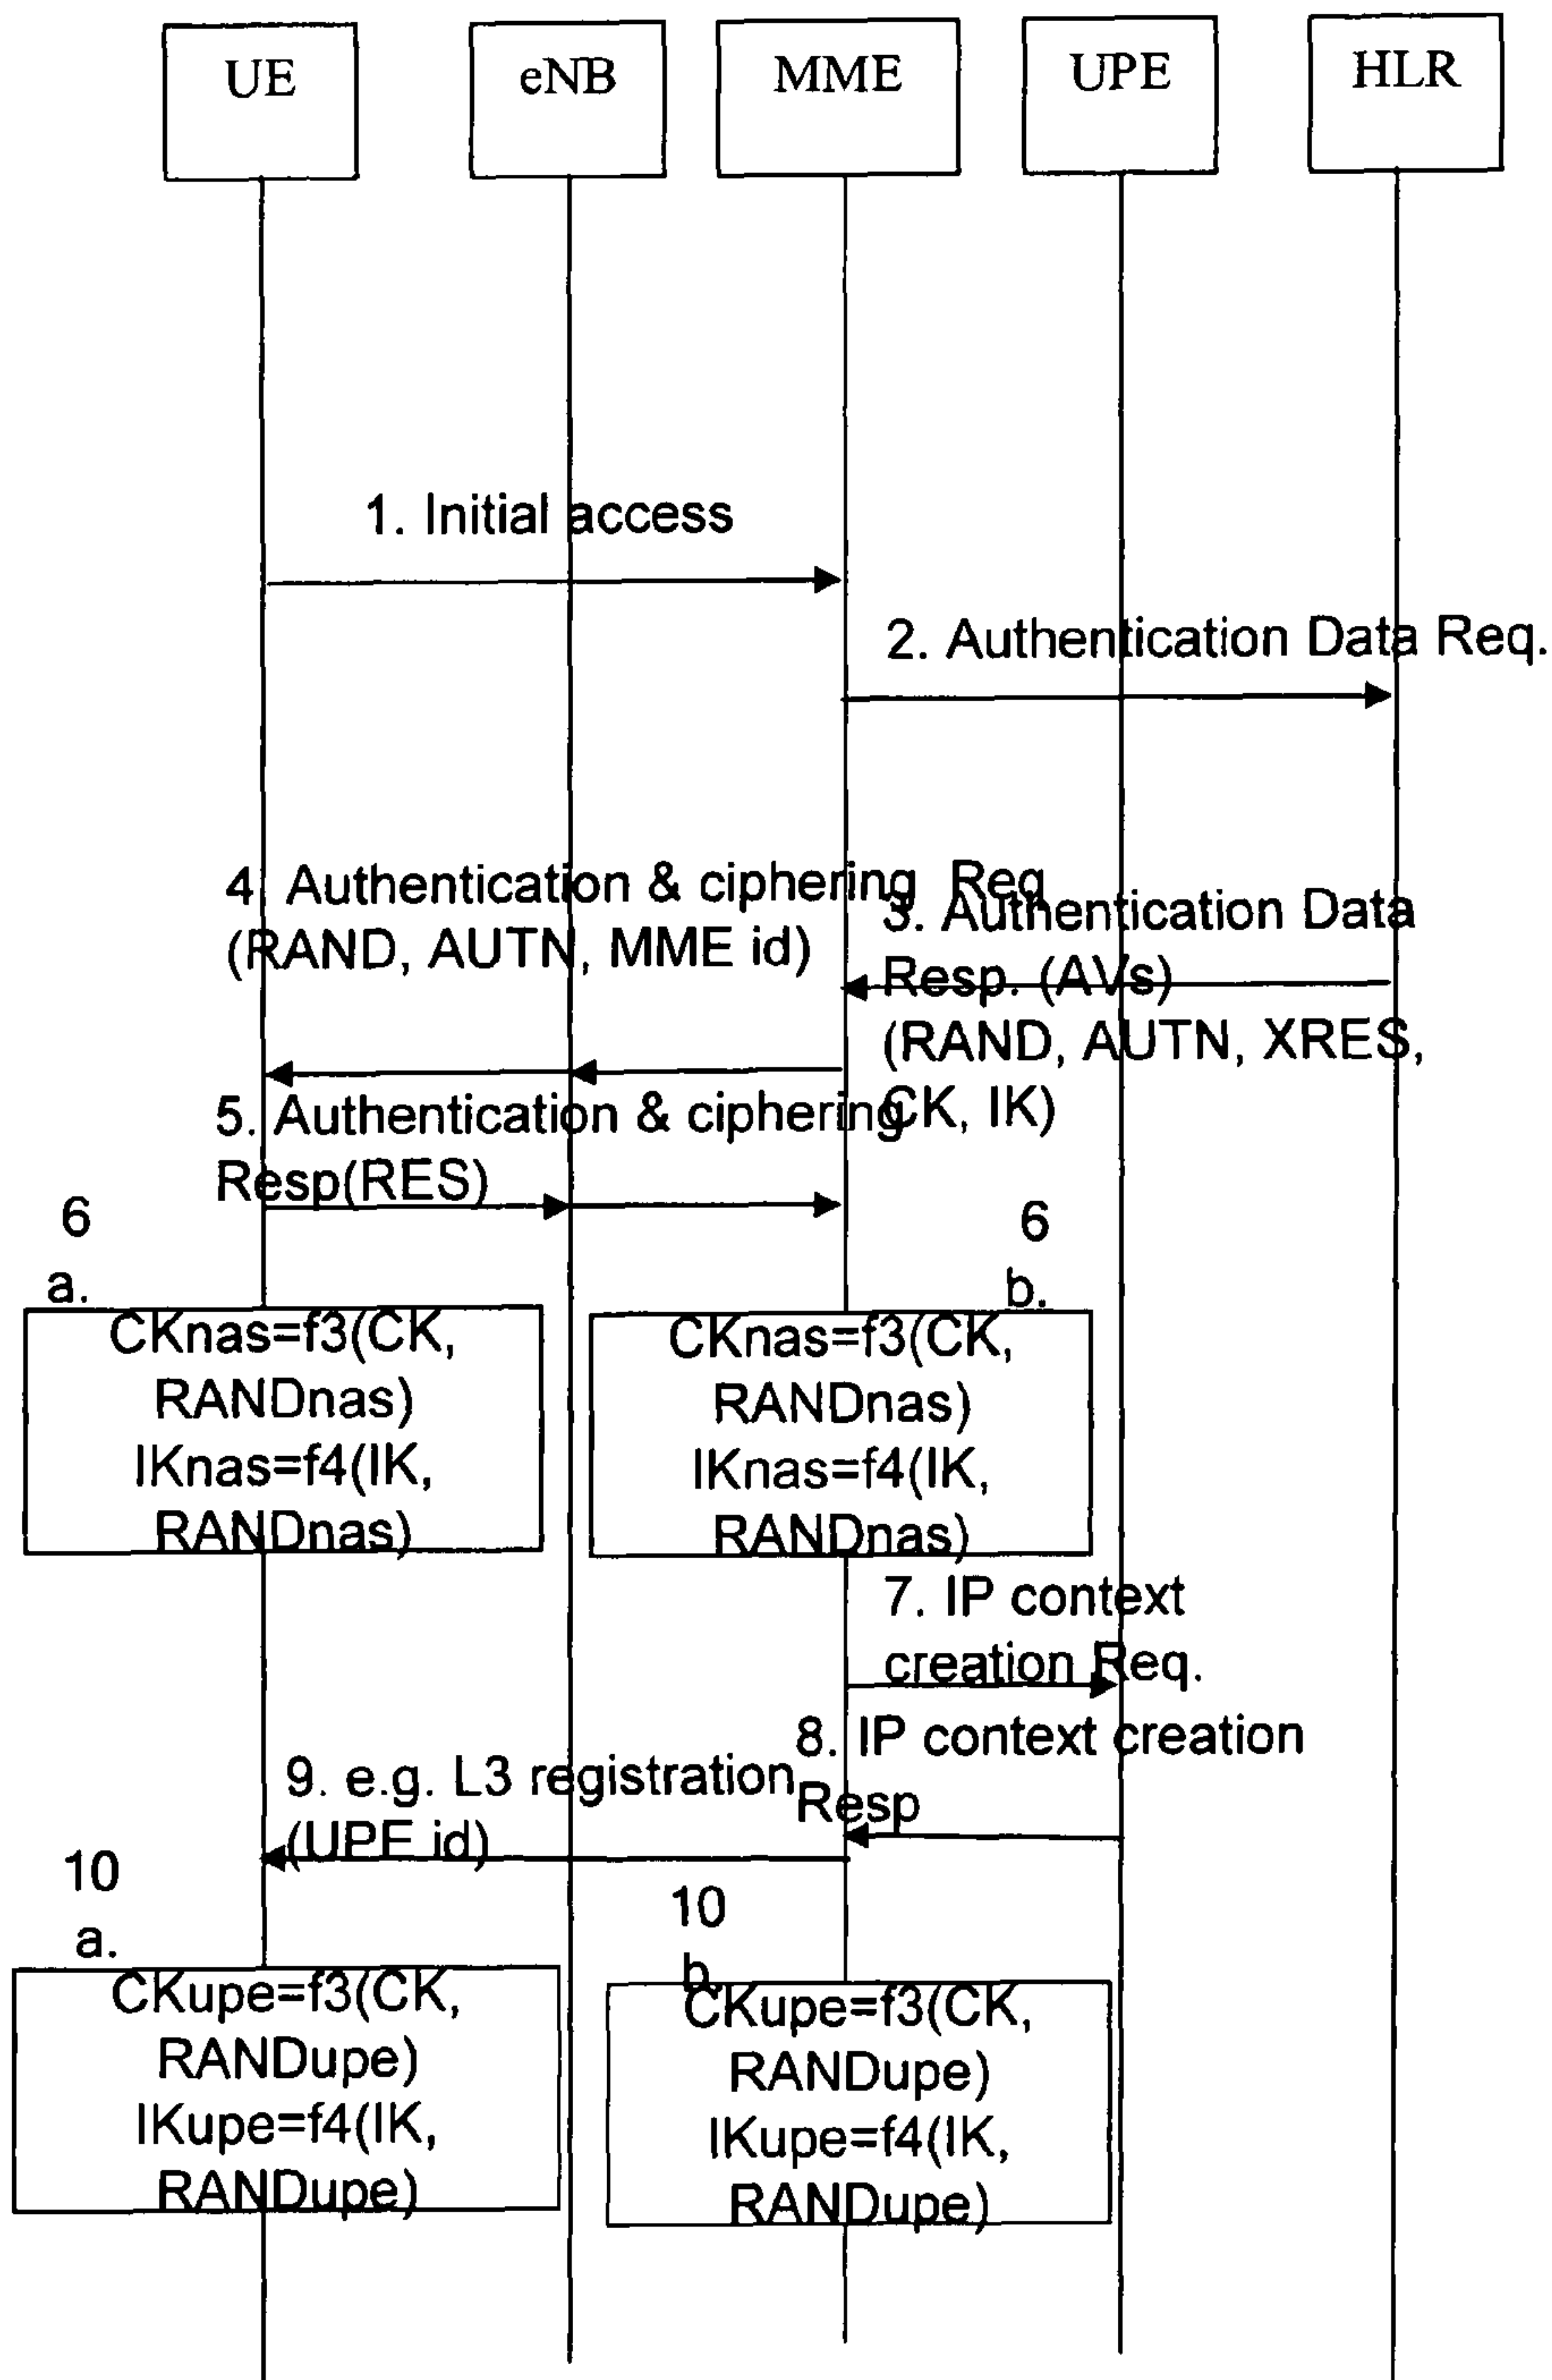 UE
eNB
MME
UPE
HLR
1. Initial access
2. Authentication Data Req.
4. Authentication & ciphering Req
(RAND, AUTN, MME id)
3. Authentication Data
Resp. (AVs)
(RAND, AUTN, XRES,
CK, IK)
5. Authentication & ciphering
Resp(RES)
6
a.
6
b.
CKnas=f3(CK,
RANDnas)
IKnas=f4(IK,
RANDnas)
CKnas=f3(CK,
RANDnas)
IKnas=f4(IK,
RANDnas)
7. IP context
creation Req.
8. IP context creation
Resp
9. e.g. L3 registration
(UPE id)
10
a.
10
b.
CKupe=f3(CK,
RANDupe)
IKupe=f4(IK,
RANDupe)
CKupe=f3(CK,
RANDupe)
IKupe=f4(IK,
RANDupe)